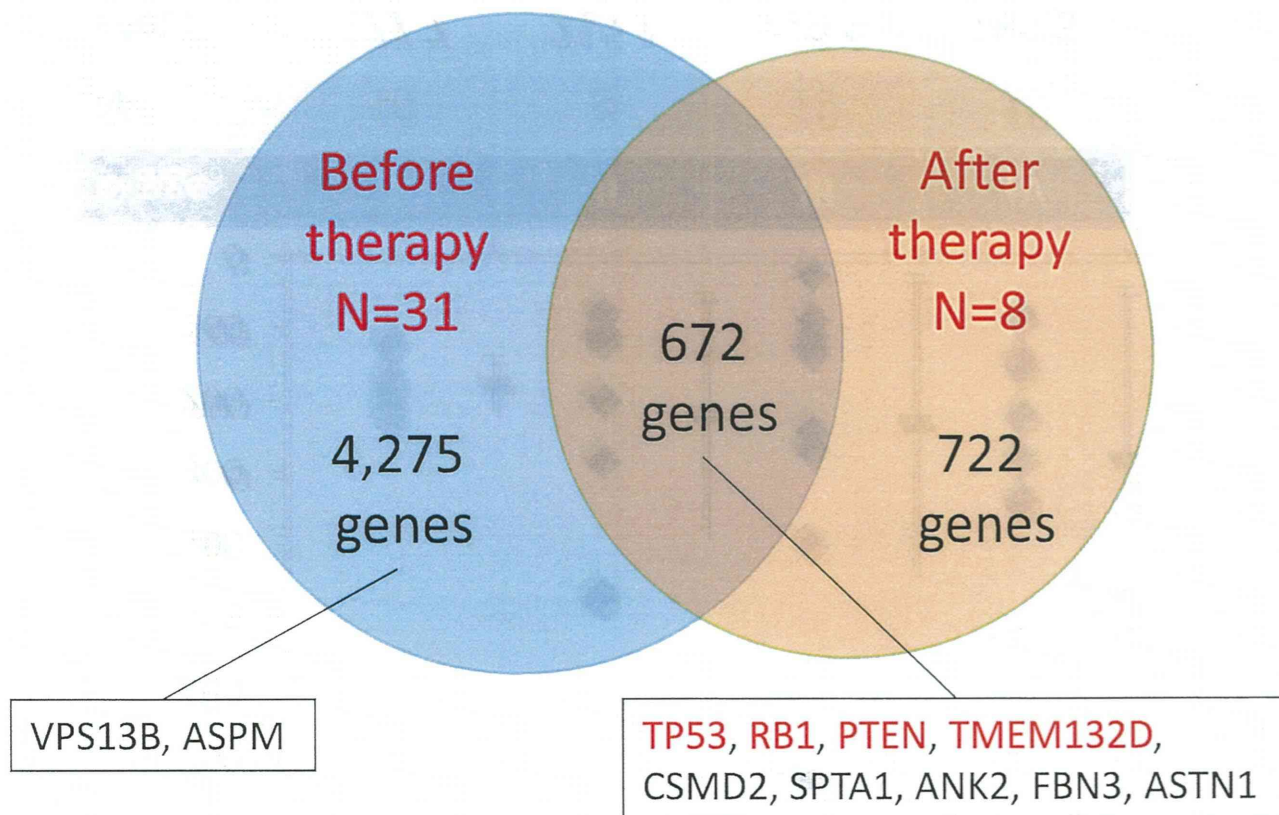 Before
therapy
N=31
4,275
genes
672
genes
After
therapy
N=8
722
genes
VPS13B, ASPM
TP53, RB1, PTEN, TMEM132D,
CSMD2, SPTA1, ANK2, FBN3, ASTN1